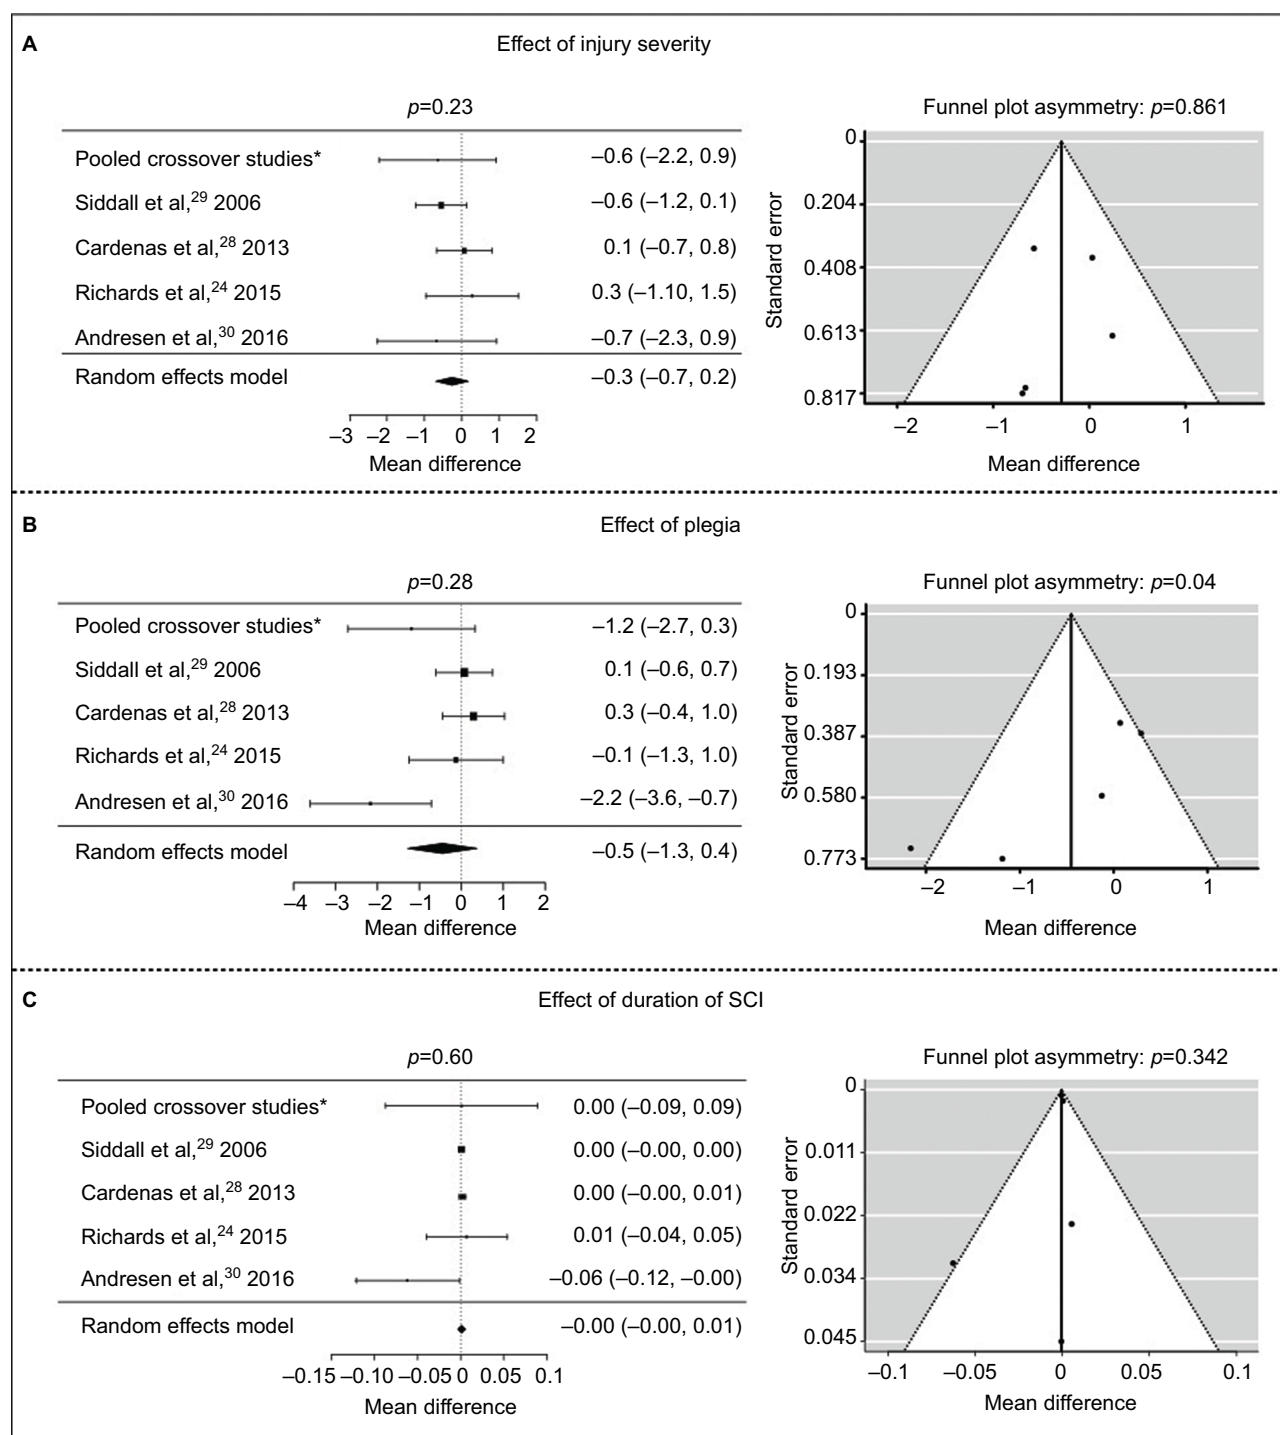 A
Effect of injury severity
p=0.23
Pooled crossover studies* –0.6 (–2.2, 0.9)
Siddall et al,29 2006 –0.6 (–1.2, 0.1)
Cardenas et al,28 2013 0.1 (–0.7, 0.8)
Richards et al,24 2015 0.3 (–1.10, 1.5)
Andresen et al,30 2016 –0.7 (–2.3, 0.9)
Random effects model –0.3 (–0.7, 0.2)
–3 –2 –1 0 1 2
Mean difference
Funnel plot asymmetry: p=0.861
Standard error
0
0.204
0.408
0.613
0.817
–2 –1 0 1
Mean difference
B
Effect of plegia
p=0.28
Pooled crossover studies* –1.2 (–2.7, 0.3)
Siddall et al,29 2006 0.1 (–0.6, 0.7)
Cardenas et al,28 2013 0.3 (–0.4, 1.0)
Richards et al,24 2015 –0.1 (–1.3, 1.0)
Andresen et al,30 2016 –2.2 (–3.6, –0.7)
Random effects model –0.5 (–1.3, 0.4)
–4 –3 –2 –1 0 1 2
Mean difference
Funnel plot asymmetry: p=0.04
Standard error
0
0.193
0.387
0.580
0.773
–2 –1 0 1
Mean difference
C
Effect of duration of SCI
p=0.60
Pooled crossover studies* 0.00 (–0.09, 0.09)
Siddall et al,29 2006 0.00 (–0.00, 0.00)
Cardenas et al,28 2013 0.00 (–0.00, 0.01)
Richards et al,24 2015 0.01 (–0.04, 0.05)
Andresen et al,30 2016 –0.06 (–0.12, –0.00)
Random effects model –0.00 (–0.00, 0.01)
–0.15 –0.10 –0.05 0 0.05 0.1
Mean difference
Funnel plot asymmetry: p=0.342
Standard error
0
0.011
0.022
0.034
0.045
–0.1 –0.05 0 0.05 0.1
Mean difference